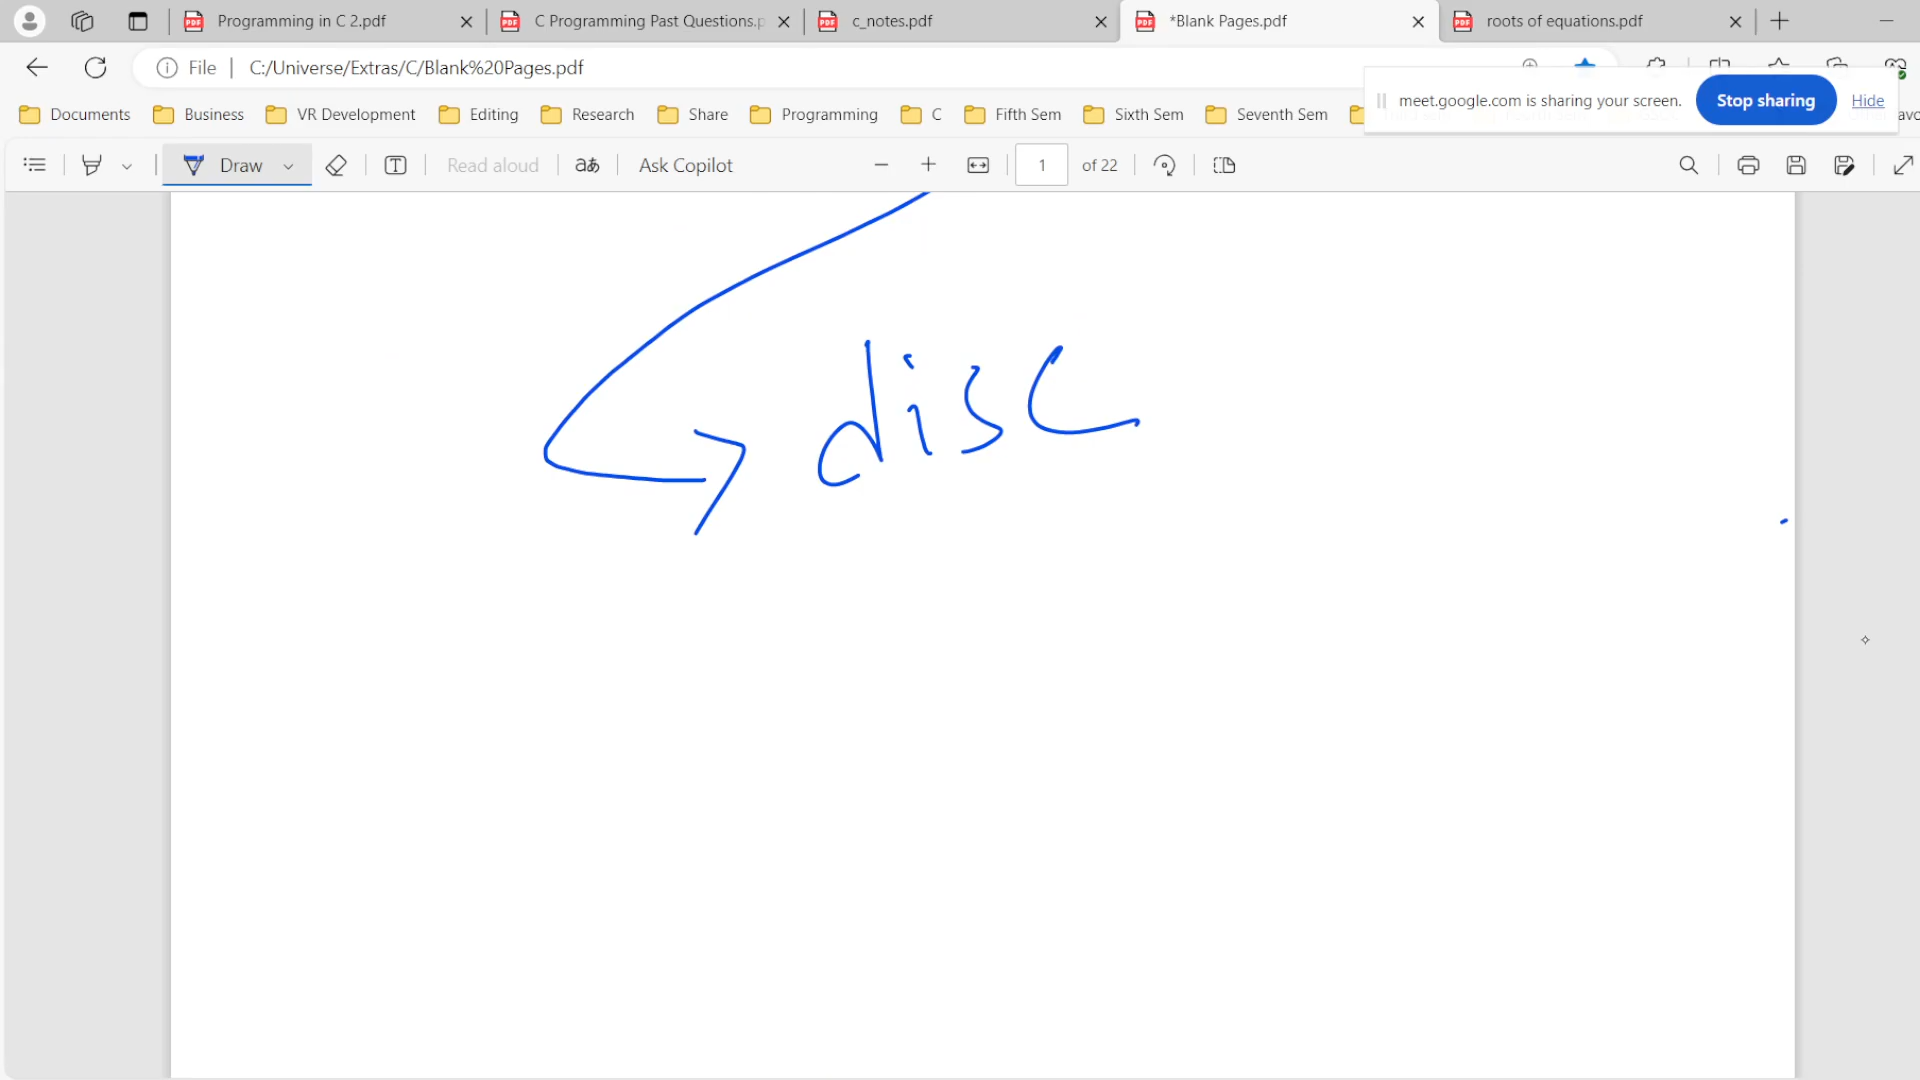 Programming in C 2.pdf
C Programming Past Questions.p
c_notes.pdf
*Blank Pages.pdf
roots of equations.pdf
File | C:/Universe/Extras/C/Blank%20Pages.pdf
meet.google.com is sharing your screen. Stop sharing Hide
Documents Business VR Development Editing Research Share Programming C Fifth Sem Sixth Sem Seventh Sem
Draw Read aloud aあ Ask Copilot 1 of 22
disc